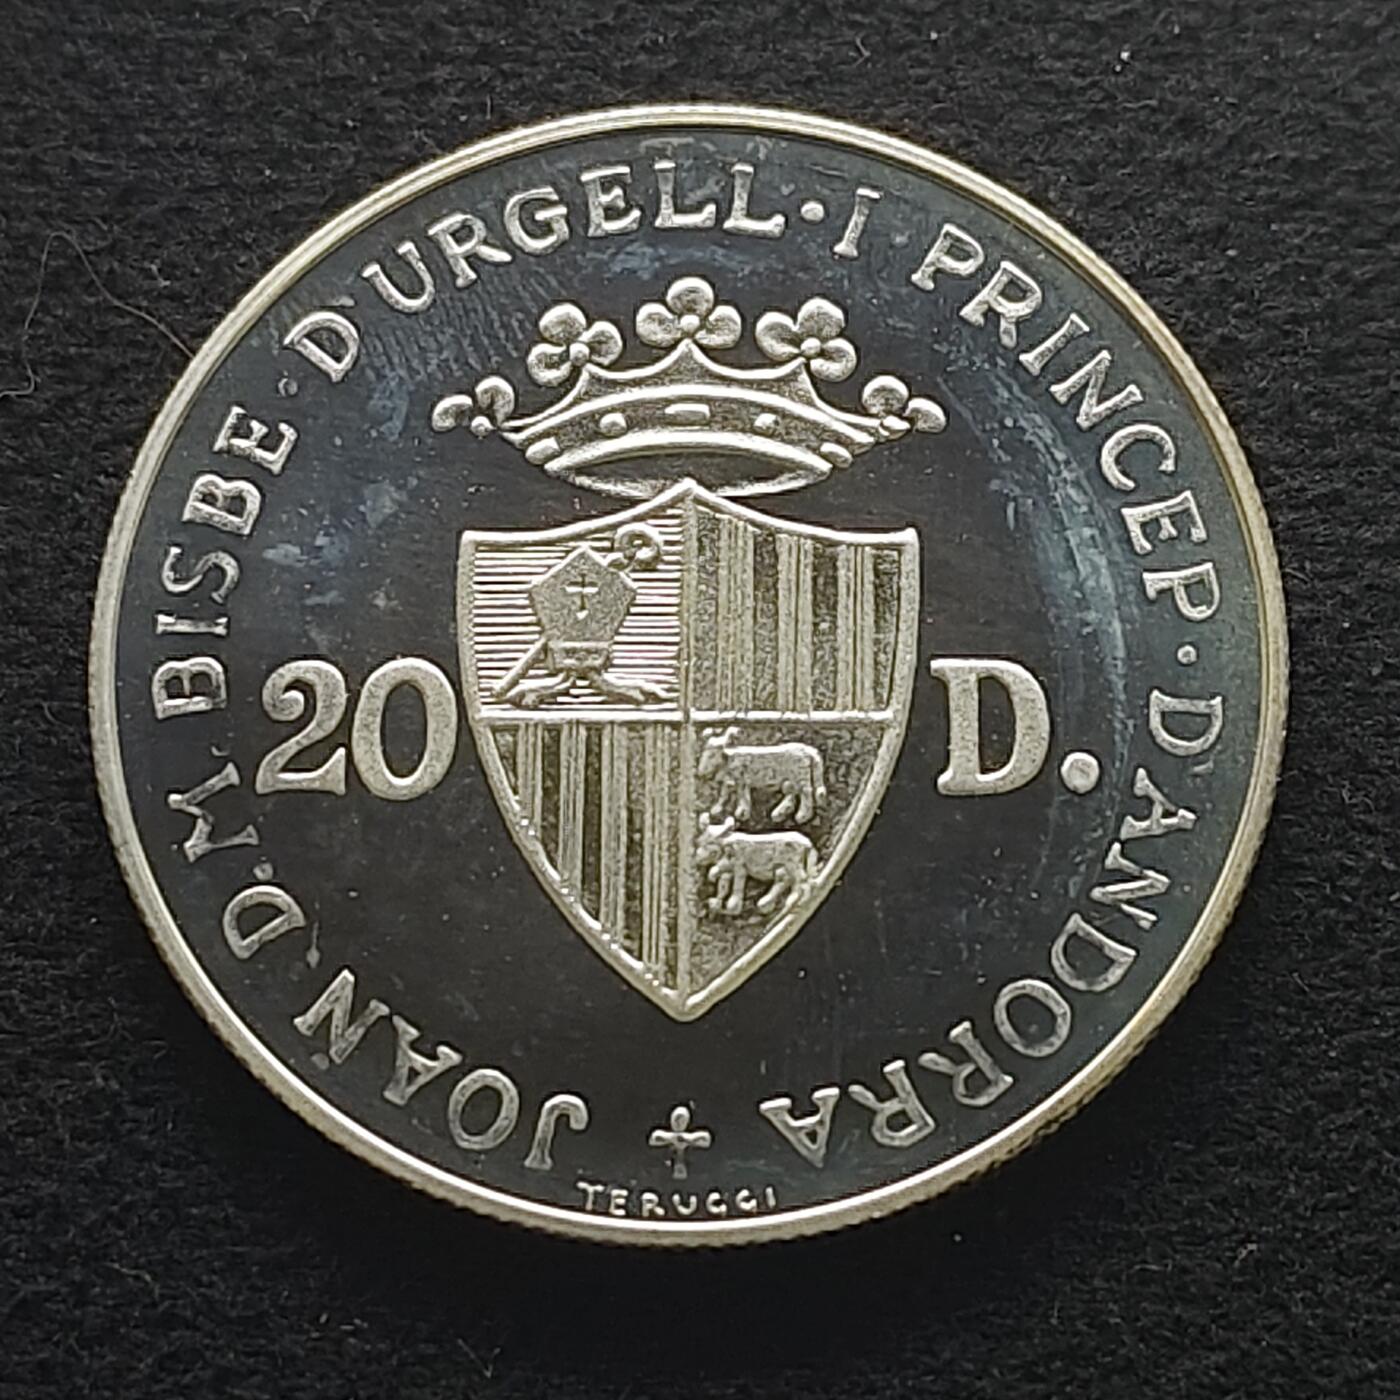 JOAN.D.M. BISBE·D'URGELL·I PRINCEP·D'ANDORRA
20 D.
TERUGGI